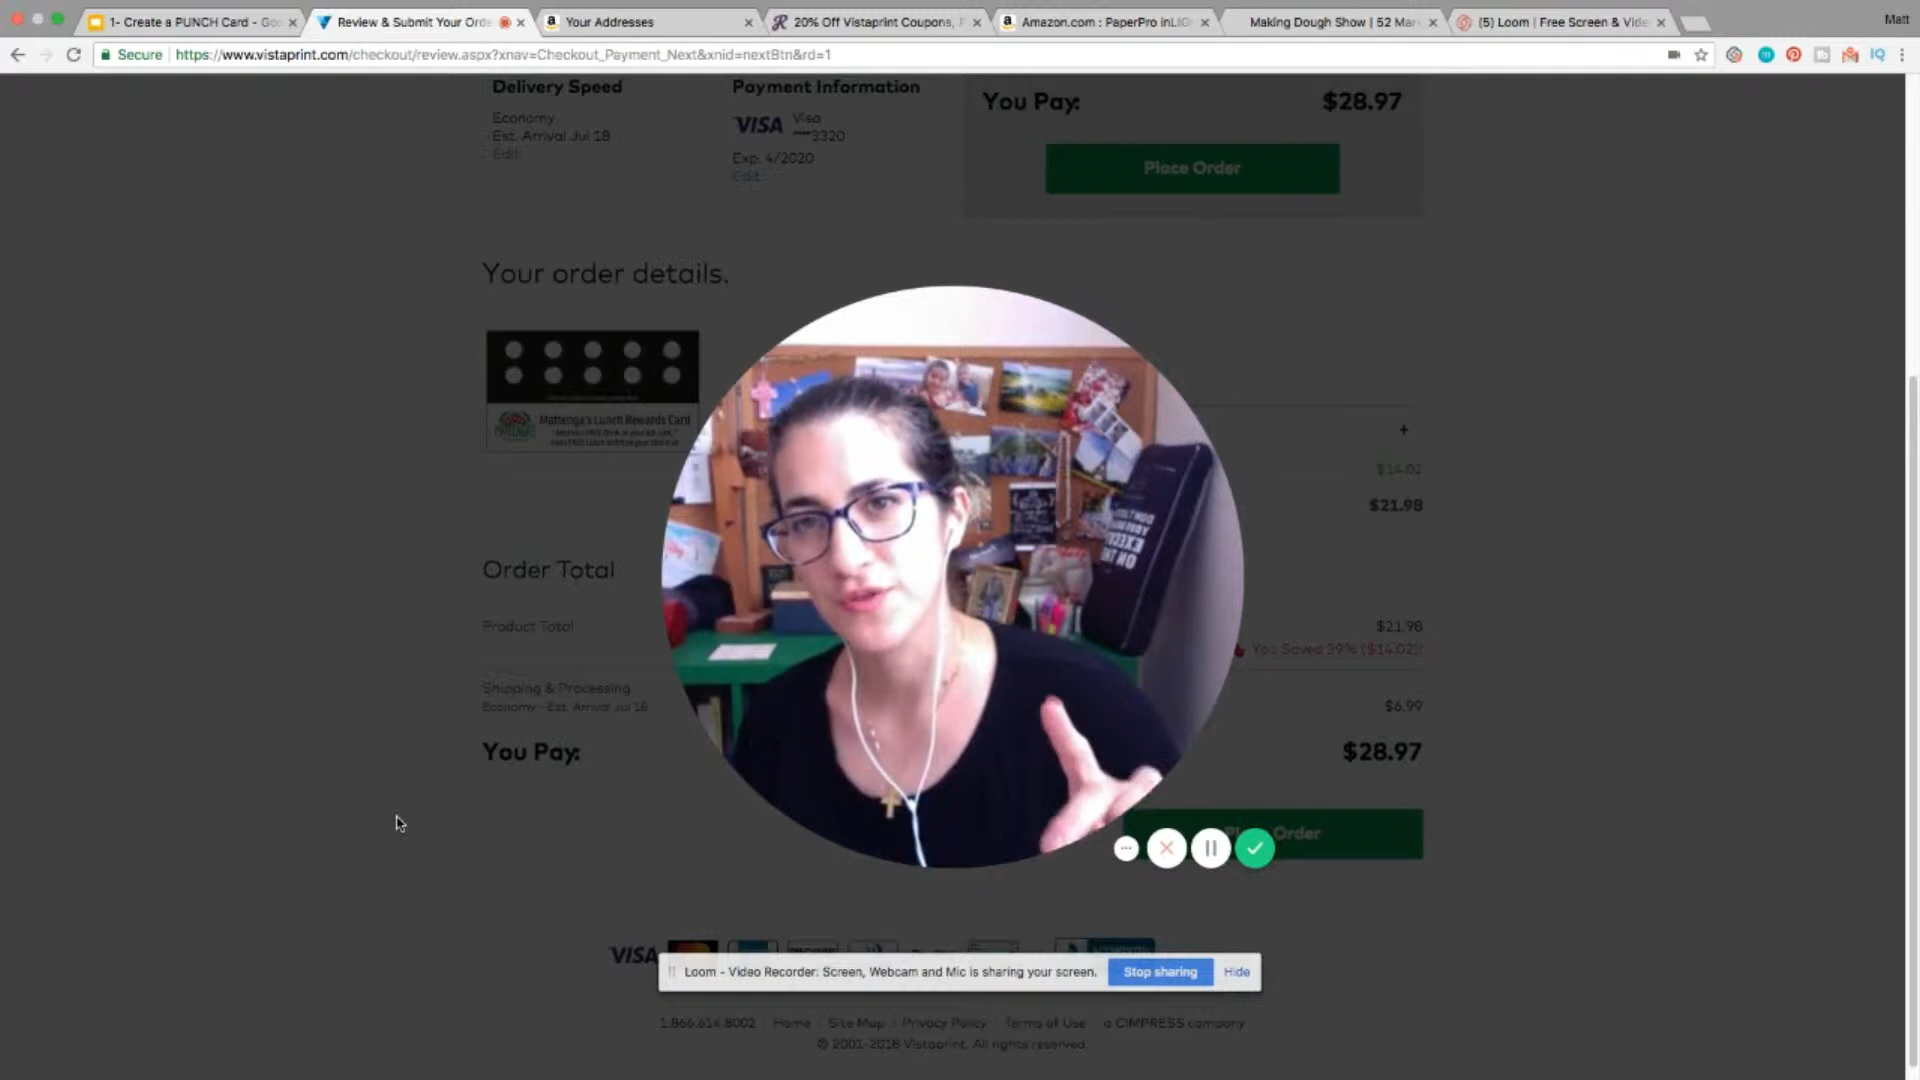 1- Create a PUNCH Card - Goo
Review & Submit Your Orde
Your Addresses
20% Off Vistaprint Coupons, P
Amazon.com : PaperPro inLIG
Making Dough Show | 52 Mar
(5) Loom | Free Screen & Vide
Matt
Secure
https://www.vistaprint.com/checkout/review.aspx?xnav=Checkout_Payment_Next&xnid=nextBtn&rd=1
Delivery Speed
Economy
Est. Arrival Jul 18
Edit
Payment Information
VISA
Visa
3320
Exp. 4/2020
Edit
You Pay:
$28.97
Place Order
Your order details.
Mattenga's Lunch Rewards Card
+
$14.02
$21.98
Order Total
Product Total
$21.98
You Saved 39% ($14.02)!
Shipping & Processing
Economy - Est. Arrival Jul 18
$6.99
You Pay:
$28.97
Order
VISA
Loom - Video Recorder: Screen, Webcam and Mic is sharing your screen.
Stop sharing
Hide
1.866.614.8002
Home
Site Map
Privacy Policy
Terms of Use
a CIMPRESS company
© 2001-2018 Vistaprint. All rights reserved.